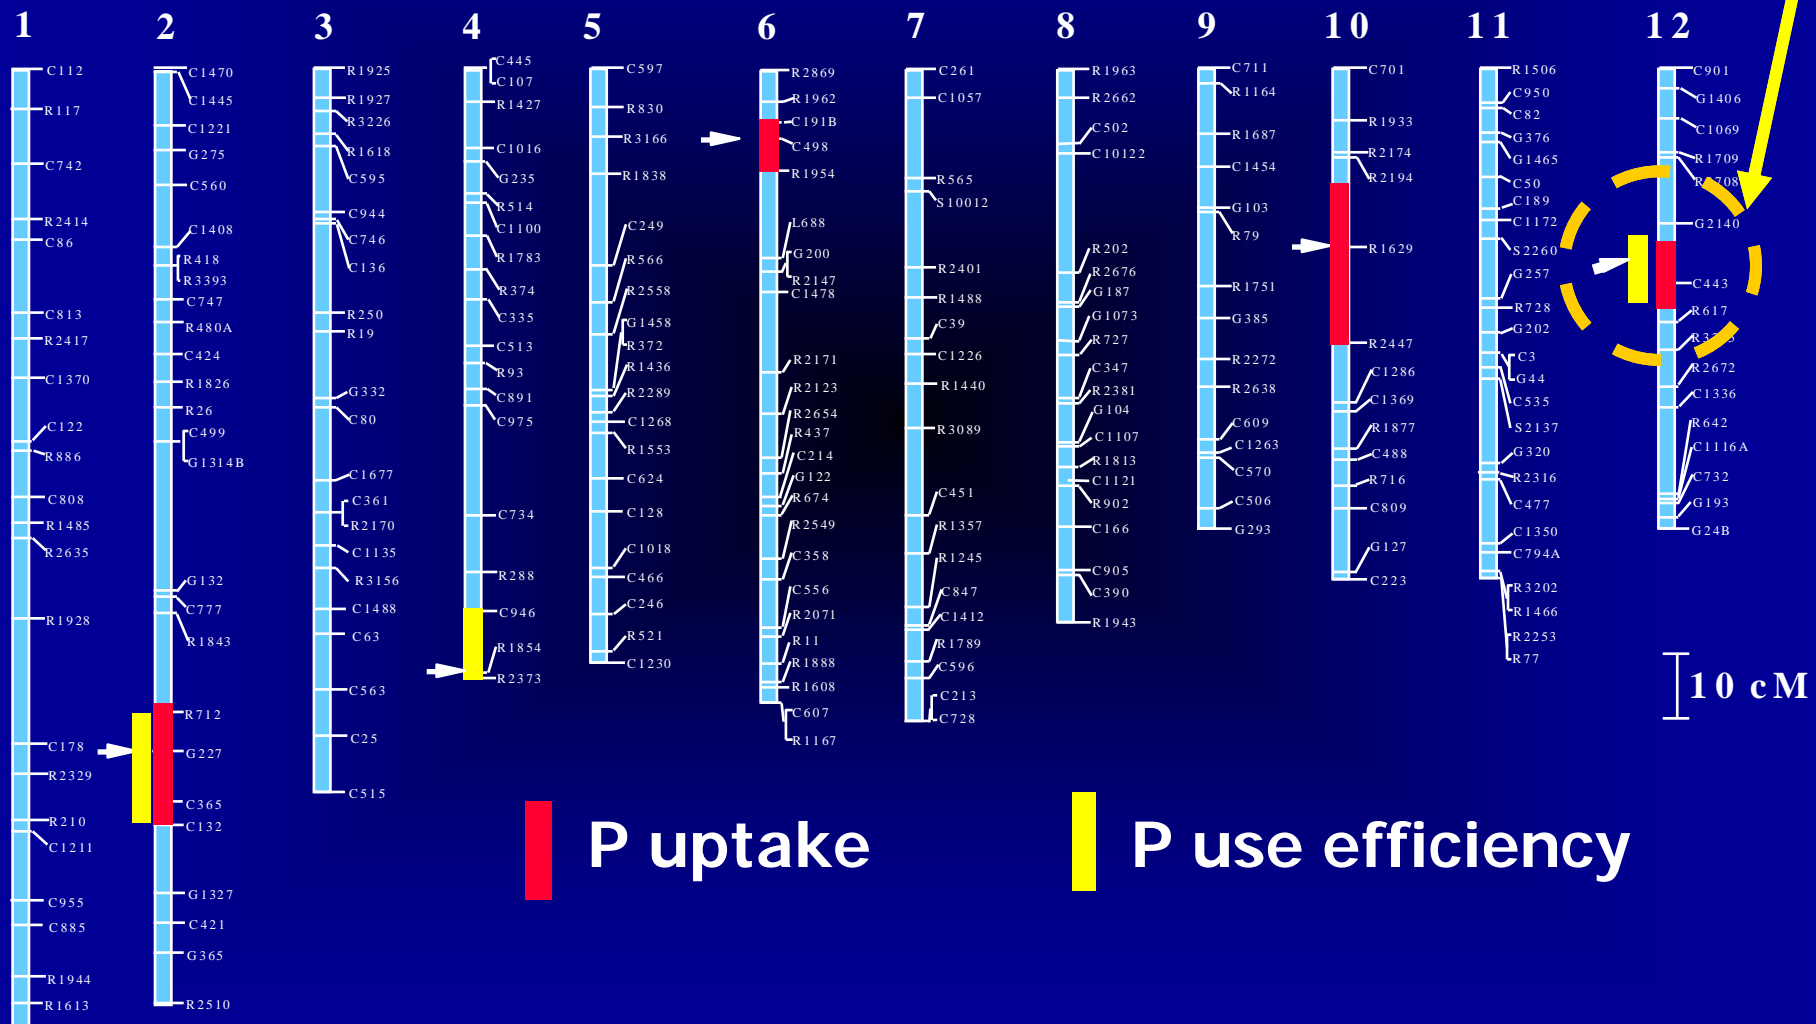 1 2 3 4 5 6 7 8 9 10 11 12
C112
R117
C742
R2414
C86
C813
R2417
C1370
C122
R886
C808
R1485
R2635
R1928
C178
R2329
R210
C1211
C955
C885
R1944
R1613
C1470
C1445
C1221
G275
C560
C1408
R418
R3393
C747
R480A
C424
R1826
R26
C499
G1314B
G132
C777
R1843
R712
G227
C365
C132
G1327
C421
G365
R2510
R1925
R1927
R3226
R1618
C595
C944
C746
C136
R250
R19
G332
C80
C1677
C361
R2170
C1135
R3156
C1488
C63
C563
C25
C515
C445
C107
R1427
C1016
G235
R514
C1100
R1783
R374
C335
C513
R93
C891
C975
C734
R288
C946
R1854
R2373
C597
R830
R3166
R1838
C249
R566
R2558
G1458
R372
R1436
R2289
C1268
R1553
C624
C128
C1018
C466
C246
R521
C1230
R2869
R1962
C191B
C498
R1954
L688
G200
R2147
C1478
R2171
R2123
R2654
R437
C214
G122
R674
R2549
C358
C556
R2071
R11
R1888
R1608
C607
R1167
C261
C1057
R565
S10012
R2401
R1488
C39
C1226
R1440
R3089
C451
R1357
R1245
C847
C1412
R1789
C596
C213
C728
R1963
R2662
C502
C10122
R202
R2676
G187
G1073
R727
C347
R2381
G104
C1107
R1813
C1121
R902
C166
C905
C390
R1943
C711
R1164
R1687
C1454
G103
R79
R1751
G385
R2272
R2638
C609
C1263
C570
C506
G293
C701
R1933
R2174
R2194
R1629
R2447
C1286
C1369
R1877
C488
R716
C809
G127
C223
R1506
C950
C82
G376
G1465
C50
C189
C1172
S2260
G257
R728
G202
C3
G44
C535
S2137
G320
R2316
C477
C1350
C794A
R3202
R1466
R2253
R77
C901
G1406
C1069
R1709
G2140
C443
R617
R2672
C1336
R642
C1116A
C732
G193
G24B
10 cM
P uptake
P use efficiency